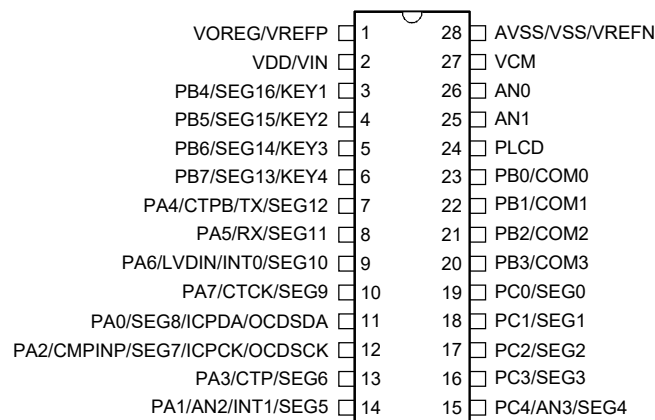 VOREG/VREFP 1 28 AVSS/VSS/VREFN
VDD/VIN 2 27 VCM
PB4/SEG16/KEY1 3 26 AN0
PB5/SEG15/KEY2 4 25 AN1
PB6/SEG14/KEY3 5 24 PLCD
PB7/SEG13/KEY4 6 23 PB0/COM0
PA4/CTPB/TX/SEG12 7 22 PB1/COM1
PA5/RX/SEG11 8 21 PB2/COM2
PA6/LVDIN/INT0/SEG10 9 20 PB3/COM3
PA7/CTCK/SEG9 10 19 PC0/SEG0
PA0/SEG8/ICPDA/OCDSDA 11 18 PC1/SEG1
PA2/CMPINP/SEG7/ICPCK/OCDSCK 12 17 PC2/SEG2
PA3/CTP/SEG6 13 16 PC3/SEG3
PA1/AN2/INT1/SEG5 14 15 PC4/AN3/SEG4